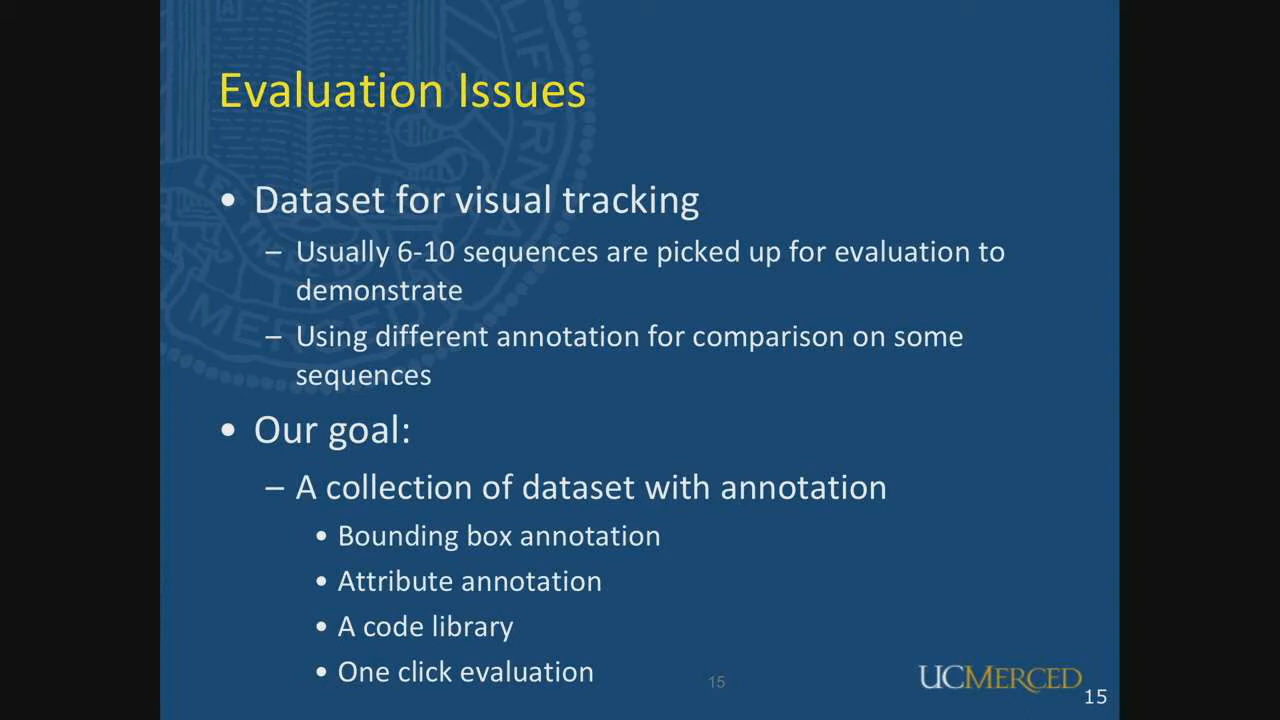 Evaluation Issues
• Dataset for visual tracking
– Usually 6-10 sequences are picked up for evaluation to
demonstrate
– Using different annotation for comparison on some
sequences
• Our goal:
– A collection of dataset with annotation
• Bounding box annotation
• Attribute annotation
• A code library
• One click evaluation
15
UCMERCED
15